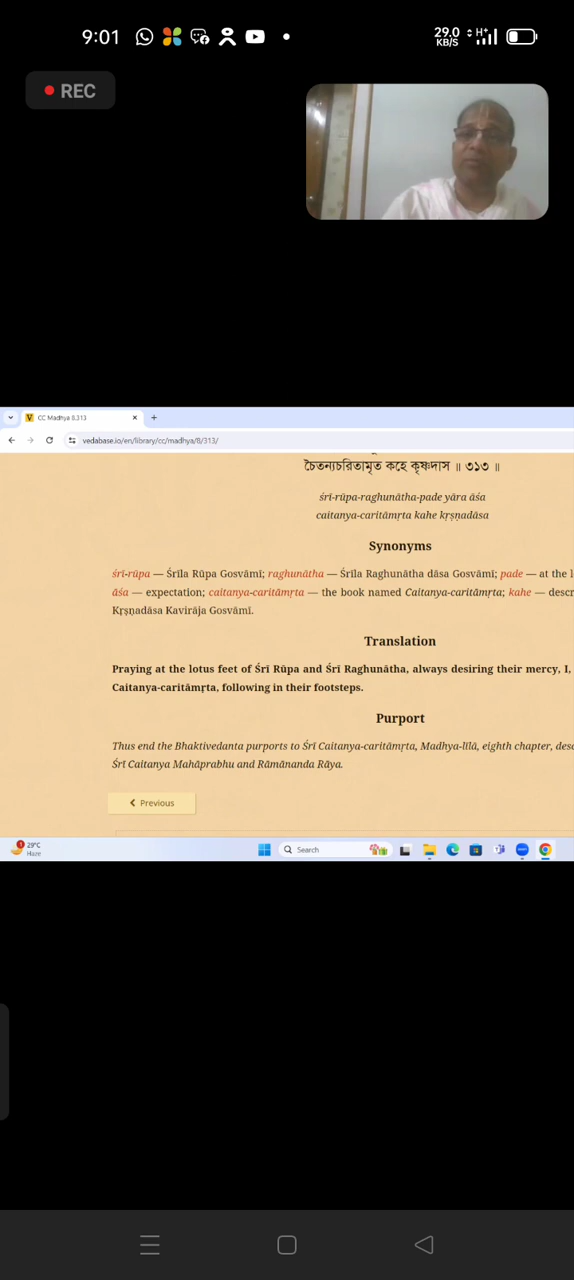 9:01
29.0
KB/S
H+
REC
CC Madhya 8.313
vedabase.io/en/library/cc/madhya/8/313/
চৈতন্যচরিতামৃত কহে কৃষ্ণদাস ॥ ৩১৩ ॥
śrī-rūpa-raghunātha-pade yāra āśa
caitanya-caritāmṛta kahe kṛṣṇadāsa
Synonyms
śrī-rūpa — Śrīla Rūpa Gosvāmī; raghunātha — Śrīla Raghunātha dāsa Gosvāmī; pade — at the l
āśa — expectation; caitanya-caritāmṛta — the book named Caitanya-caritāmṛta; kahe — descr
Kṛṣṇadāsa Kavirāja Gosvāmī.
Translation
Praying at the lotus feet of Śrī Rūpa and Śrī Raghunātha, always desiring their mercy, I,
Caitanya-caritāmṛta, following in their footsteps.
Purport
Thus end the Bhaktivedanta purports to Śrī Caitanya-caritāmṛta, Madhya-līlā, eighth chapter, desc
Śrī Caitanya Mahāprabhu and Rāmānanda Rāya.
Previous
1
29°C
Haze
Search